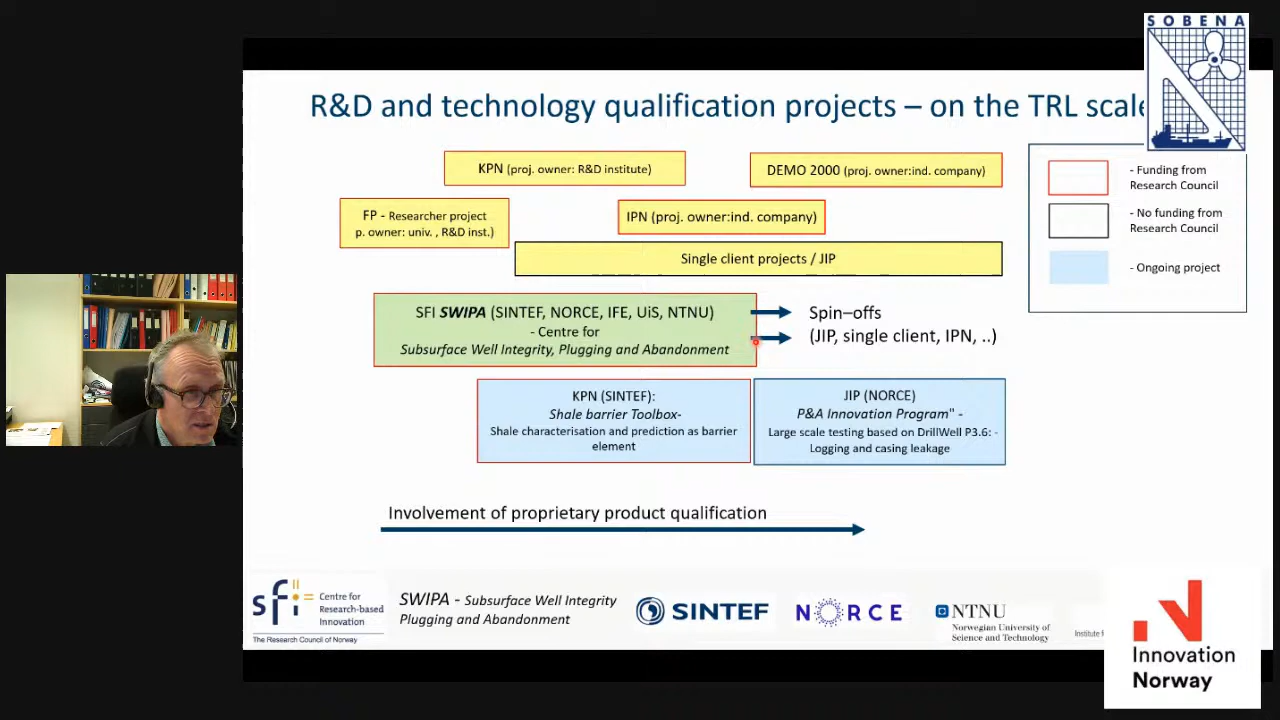 SOBENA
R&D and technology qualification projects – on the TRL scale
KPN (proj. owner: R&D institute)
DEMO 2000 (proj. owner:ind. company)
FP - Researcher project
p. owner: univ. , R&D inst.)
IPN (proj. owner:ind. company)
Single client projects / JIP
- Funding from
Research Council
- No funding from
Research Council
- Ongoing project
SFI SWIPA (SINTEF, NORCE, IFE, UiS, NTNU)
- Centre for
Subsurface Well Integrity, Plugging and Abandonment
Spin–offs
(JIP, single client, IPN, ..)
KPN (SINTEF):
Shale barrier Toolbox-
Shale characterisation and prediction as barrier
element
JIP (NORCE)
P&A Innovation Program" -
Large scale testing based on DrillWell P3.6: -
Logging and casing leakage
Involvement of proprietary product qualification
sfi
Centre for
Research-based
Innovation
The Research Council of Norway
SWIPA - Subsurface Well Integrity
Plugging and Abandonment
SINTEF
NORCE
NTNU
Norwegian University of
Science and Technology
Institute
Innovation
Norway